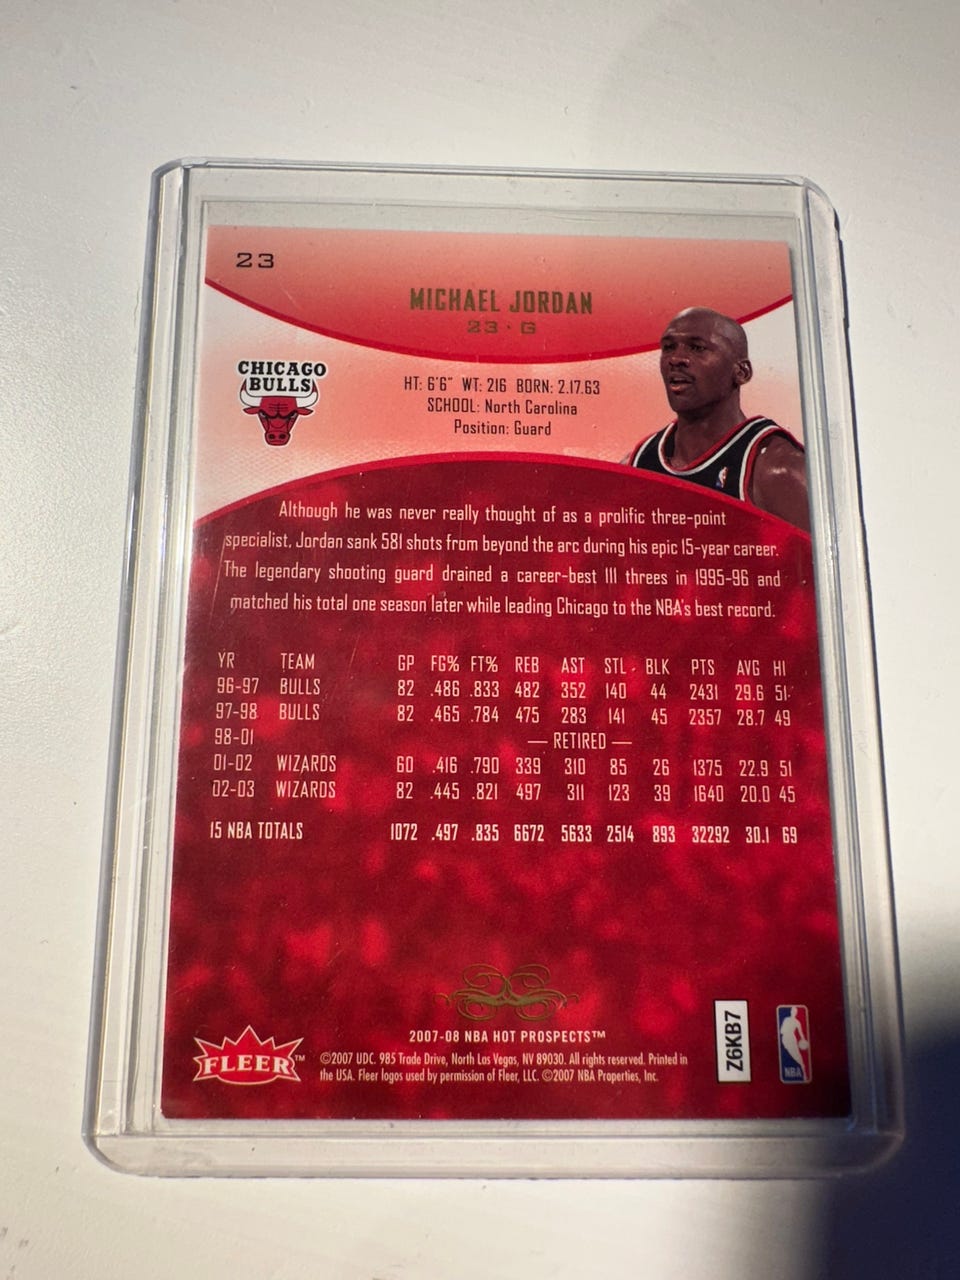 23
MICHAEL JORDAN
23 · G
CHICAGO
BULLS
HT: 6'6" WT: 216 BORN: 2.17.63
SCHOOL: North Carolina
Position: Guard
Although he was never really thought of as a prolific three-point
specialist, Jordan sank 581 shots from beyond the arc during his epic 15-year career.
The legendary shooting guard drained a career-best 111 threes in 1995-96 and
matched his total one season later while leading Chicago to the NBA's best record.
YR TEAM GP FG% FT% REB AST STL BLK PTS AVG HI
96-97 BULLS 82 .486 .833 482 352 140 44 2431 29.6 51
97-98 BULLS 82 .465 .784 475 283 141 45 2357 28.7 49
98-01 — RETIRED —
01-02 WIZARDS 60 .416 .790 339 310 85 26 1375 22.9 51
02-03 WIZARDS 82 .445 .821 497 311 123 39 1640 20.0 45
15 NBA TOTALS 1072 .497 .835 6672 5633 2514 893 32292 30.1 69
2007-08 NBA HOT PROSPECTS™
FLEER™
©2007 UDC. 985 Trade Drive, North Las Vegas, NV 89030. All rights reserved. Printed in
the USA. Fleer logos used by permission of Fleer, LLC. ©2007 NBA Properties, Inc.
Z6KB7
NBA